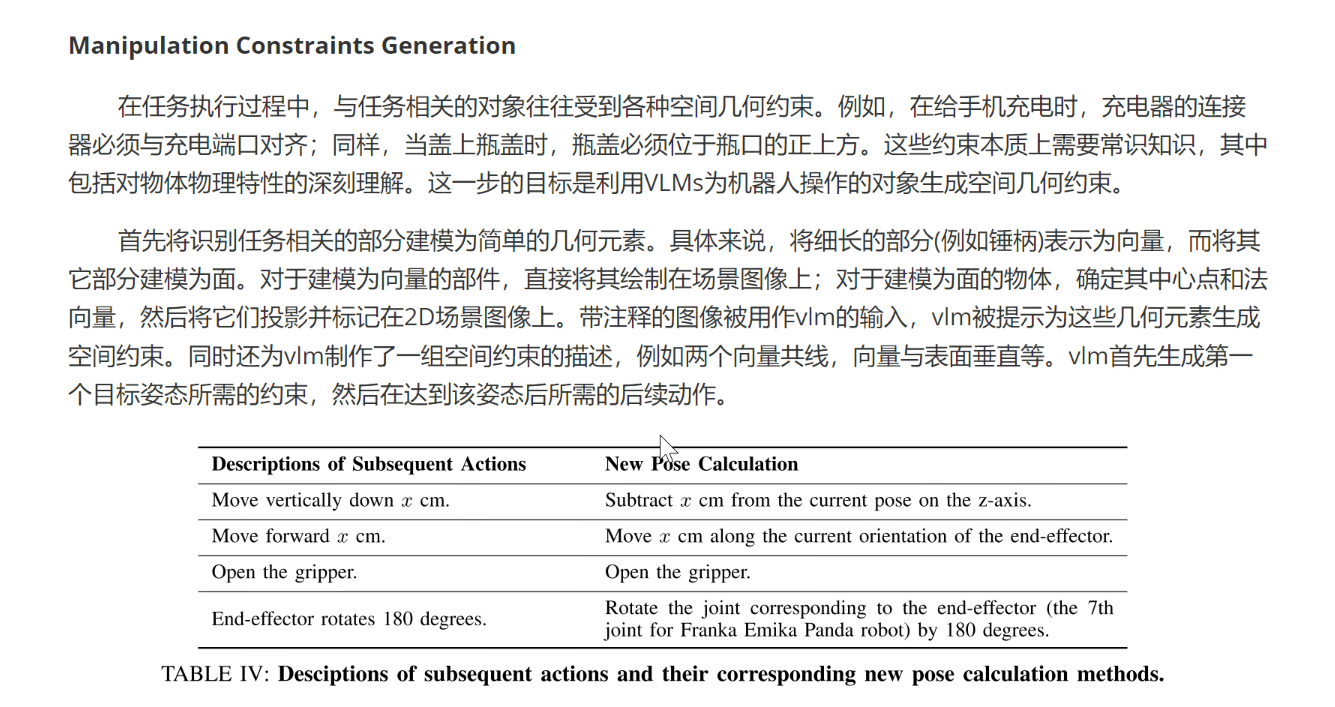 Manipulation Constraints Generation
在任务执行过程中，与任务相关的对象往往受到各种空间几何约束。例如，在给手机充电时，充电器的连接
器必须与充电端口对齐；同样，当盖上瓶盖时，瓶盖必须位于瓶口的正上方。这些约束本质上需要常识知识，其中
包括对物体物理特性的深刻理解。这一步的目标是利用VLMs为机器人操作的对象生成空间几何约束。
首先将识别任务相关的部分建模为简单的几何元素。具体来说，将细长的部分(例如锤柄)表示为向量，而将其
它部分建模为面。对于建模为向量的部件，直接将其绘制在场景图像上；对于建模为面的物体，确定其中心点和法
向量，然后将它们投影并标记在2D场景图像上。带注释的图像被用作vlm的输入，vlm被提示为这些几何元素生成
空间约束。同时还为vlm制作了一组空间约束的描述，例如两个向量共线，向量与表面垂直等。vlm首先生成第一
个目标姿态所需的约束，然后在达到该姿态后所需的后续动作。
Descriptions of Subsequent Actions New Pose Calculation
Move vertically down x cm. Subtract x cm from the current pose on the z-axis.
Move forward x cm. Move x cm along the current orientation of the end-effector.
Open the gripper. Open the gripper.
End-effector rotates 180 degrees. Rotate the joint corresponding to the end-effector (the 7th
joint for Franka Emika Panda robot) by 180 degrees.
TABLE IV: Desciptions of subsequent actions and their corresponding new pose calculation methods.